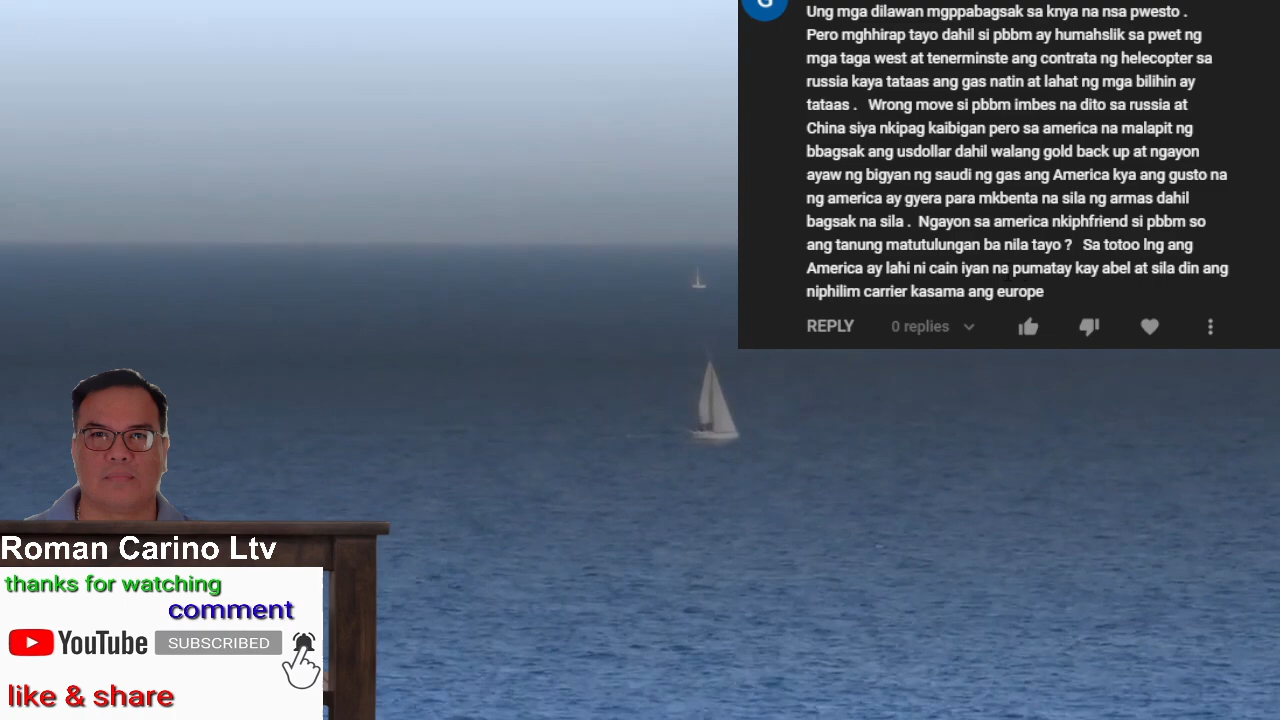 G
Ung mga dilawan mgppabagsak sa knya na nsa pwesto .
Pero mghhirap tayo dahil si pbbm ay humahslik sa pwet ng
mga taga west at tenerminste ang contrata ng helecopter sa
russia kaya tataas ang gas natin at lahat ng mga bilihin ay
tataas .   Wrong move si pbbm imbes na dito sa russia at
China siya nkipag kaibigan pero sa america na malapit ng
bbagsak ang usdollar dahil walang gold back up at ngayon
ayaw ng bigyan ng saudi ng gas ang America kya ang gusto na
ng america ay gyera para mkbenta na sila ng armas dahil
bagsak na sila .  Ngayon sa america nkiphfriend si pbbm so
ang tanung matutulungan ba nila tayo ?   Sa totoo lng ang
America ay lahi ni cain iyan na pumatay kay abel at sila din ang
niphilim carrier kasama ang europe
REPLY 0 replies
Roman Carino Ltv
thanks for watching
comment
YouTube SUBSCRIBED
like & share